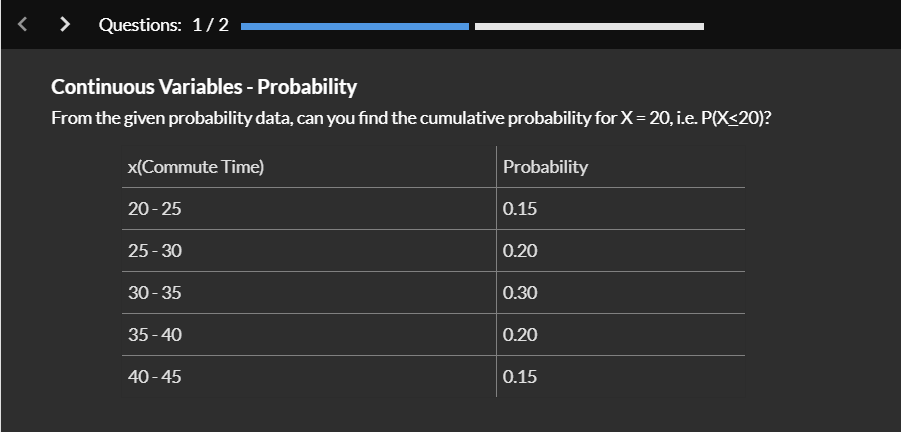 Questions: 1 / 2
Continuous Variables - Probability
From the given probability data, can you find the cumulative probability for X = 20, i.e. P(X≤20)?
x(Commute Time) Probability
20 - 25 0.15
25 - 30 0.20
30 - 35 0.30
35 - 40 0.20
40 - 45 0.15